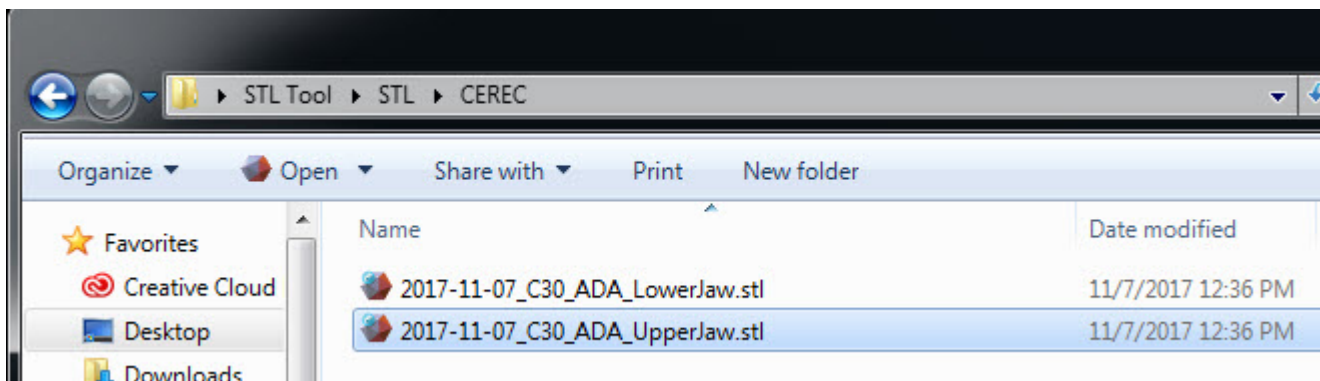 STL Tool STL CEREC
Organize Open Share with Print New folder
Favorites
Creative Cloud
Desktop
Downloads
Name Date modified
2017-11-07_C30_ADA_LowerJaw.stl 11/7/2017 12:36 PM
2017-11-07_C30_ADA_UpperJaw.stl 11/7/2017 12:36 PM